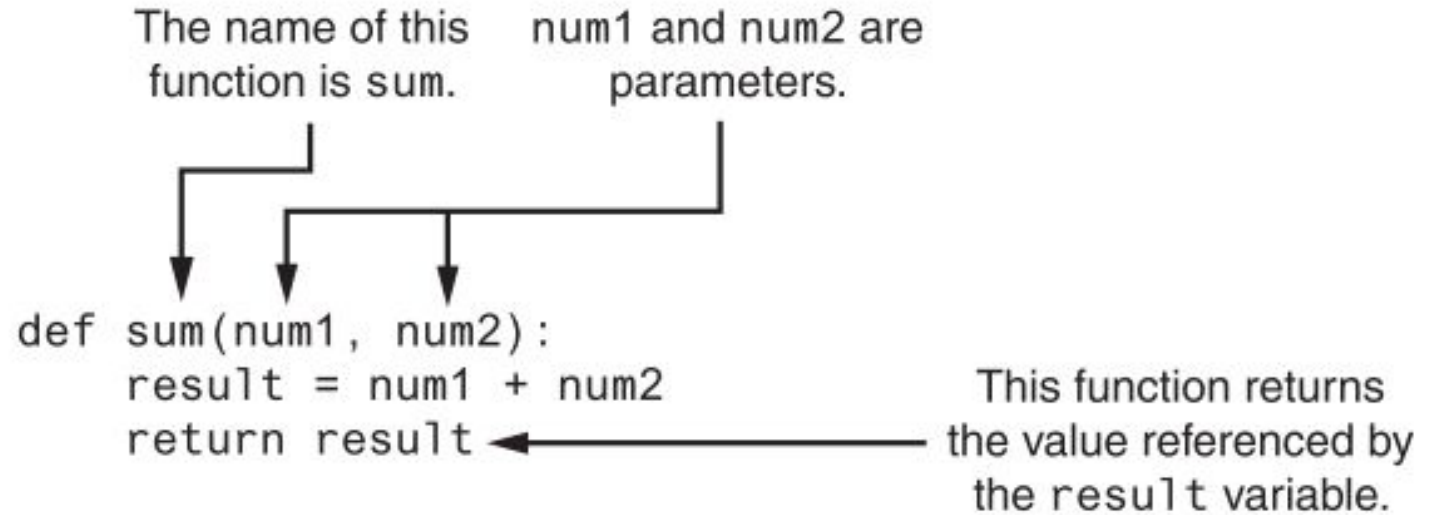 The name of this
function is sum.
num1 and num2 are
parameters.
def sum(num1, num2):
    result = num1 + num2
    return result
This function returns
the value referenced by
the result variable.